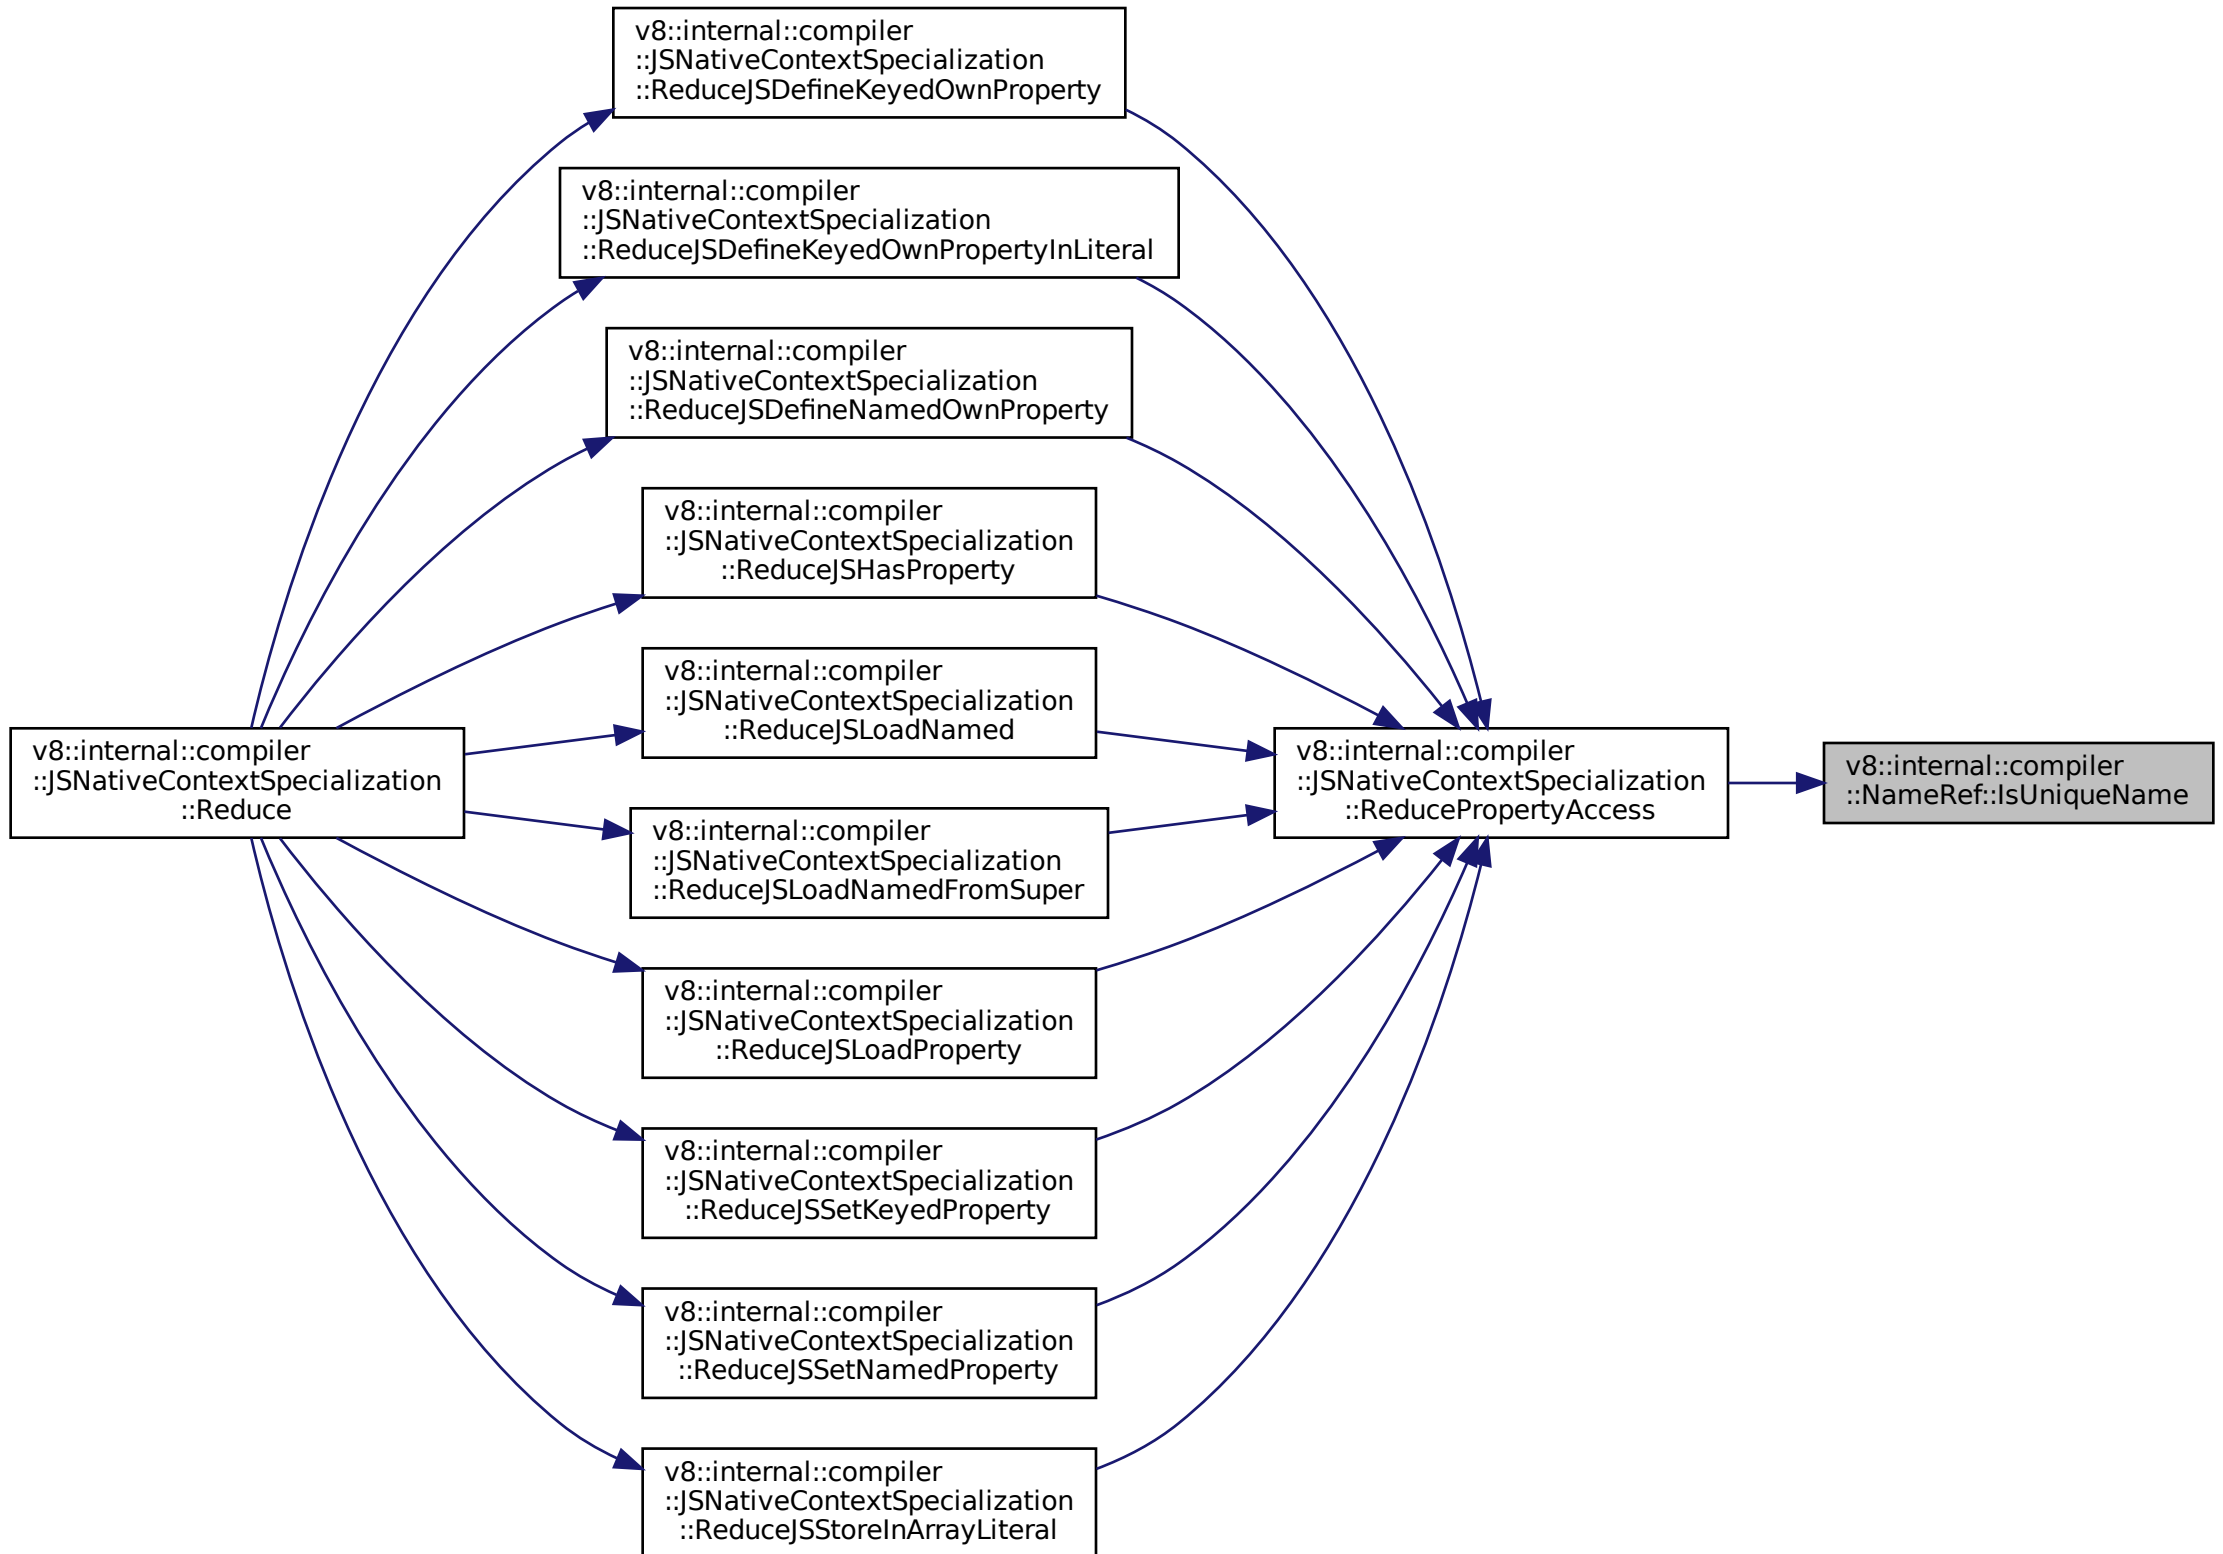 v8::internal::compiler
::JSNativeContextSpecialization
::ReduceJSDefineKeyedOwnProperty
v8::internal::compiler
::JSNativeContextSpecialization
::ReduceJSDefineKeyedOwnPropertyInLiteral
v8::internal::compiler
::JSNativeContextSpecialization
::ReduceJSDefineNamedOwnProperty
v8::internal::compiler
::JSNativeContextSpecialization
::ReduceJSHasProperty
v8::internal::compiler
::JSNativeContextSpecialization
::ReduceJSLoadNamed
v8::internal::compiler
::JSNativeContextSpecialization
::Reduce
v8::internal::compiler
::JSNativeContextSpecialization
::ReducePropertyAccess
v8::internal::compiler
::NameRef::IsUniqueName
v8::internal::compiler
::JSNativeContextSpecialization
::ReduceJSLoadNamedFromSuper
v8::internal::compiler
::JSNativeContextSpecialization
::ReduceJSLoadProperty
v8::internal::compiler
::JSNativeContextSpecialization
::ReduceJSSetKeyedProperty
v8::internal::compiler
::JSNativeContextSpecialization
::ReduceJSSetNamedProperty
v8::internal::compiler
::JSNativeContextSpecialization
::ReduceJSStoreInArrayLiteral